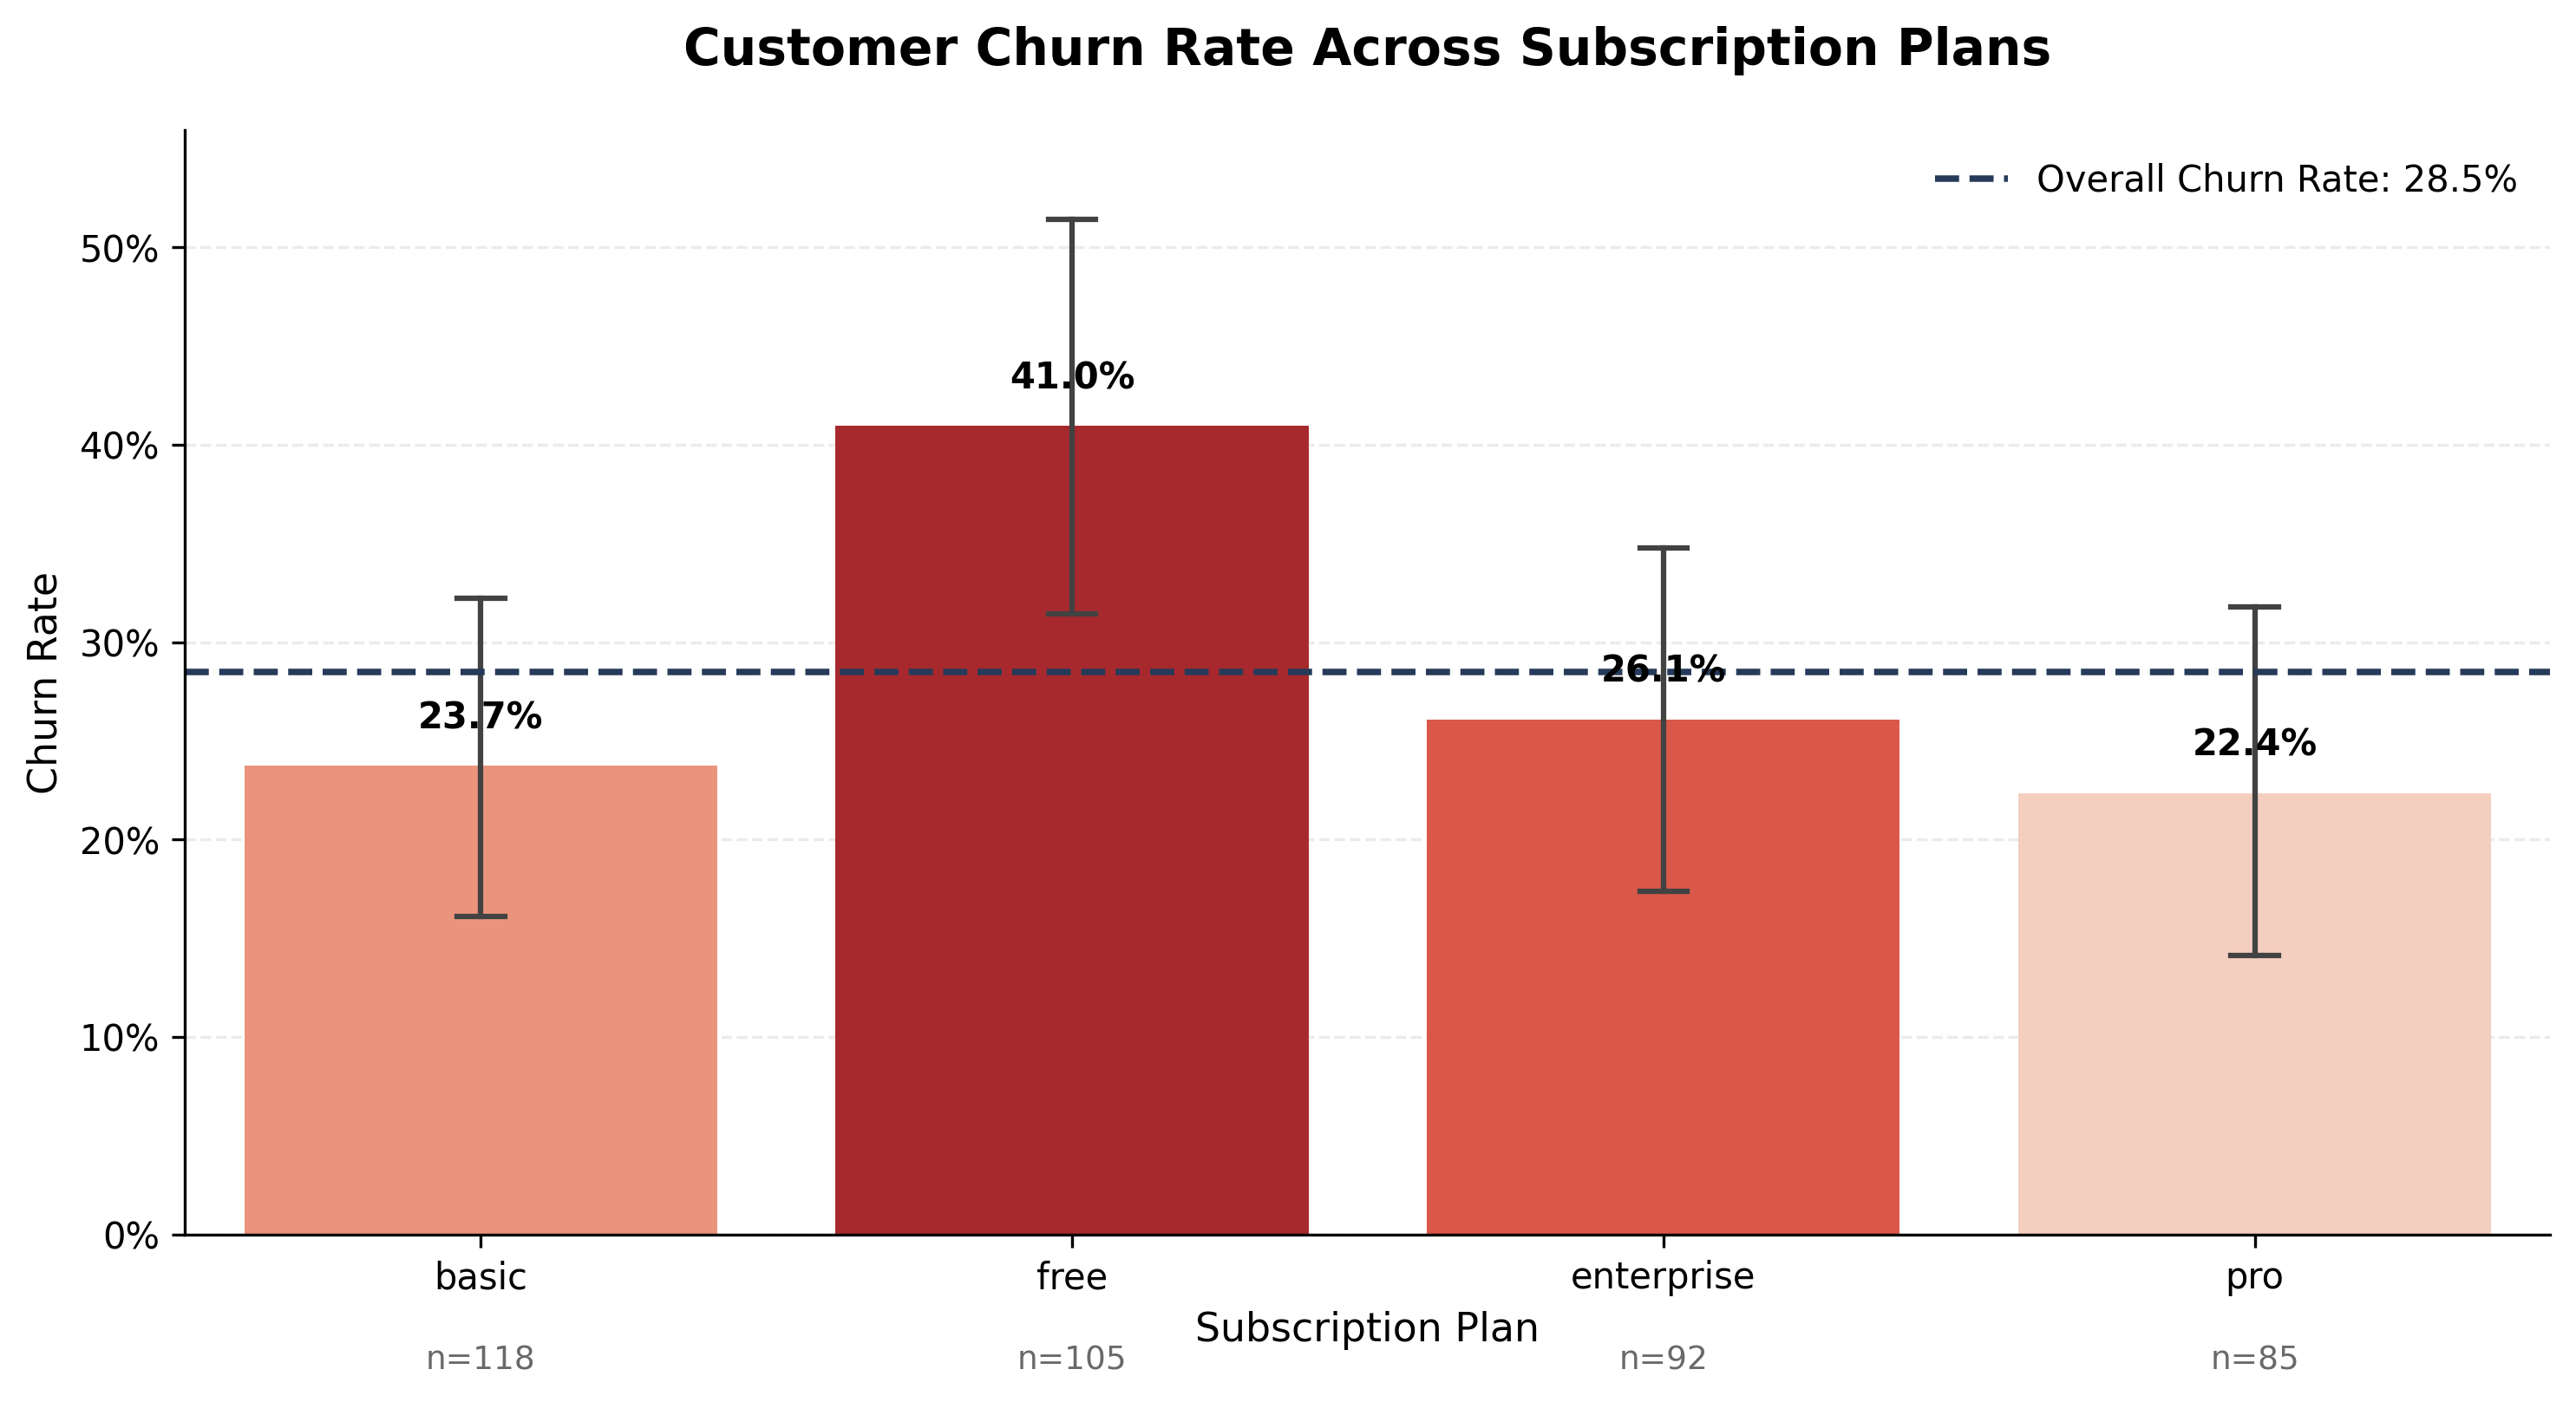 Customer Churn Rate Across Subscription Plans
Overall Churn Rate: 28.5%
Churn Rate
50%
40%
30%
20%
10%
0%
23.7%
41.0%
26.1%
22.4%
basic
free
enterprise
pro
Subscription Plan
n=118
n=105
n=92
n=85